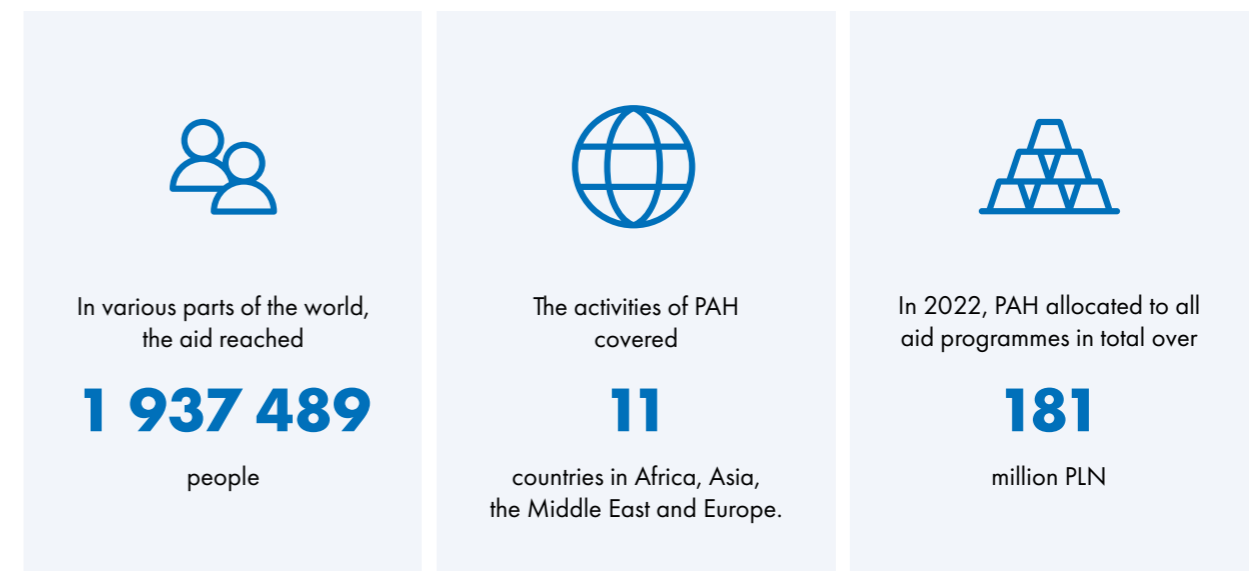 In various parts of the world,
the aid reached
1 937 489
people
The activities of PAH
covered
11
countries in Africa, Asia,
the Middle East and Europe.
In 2022, PAH allocated to all
aid programmes in total over
181
million PLN